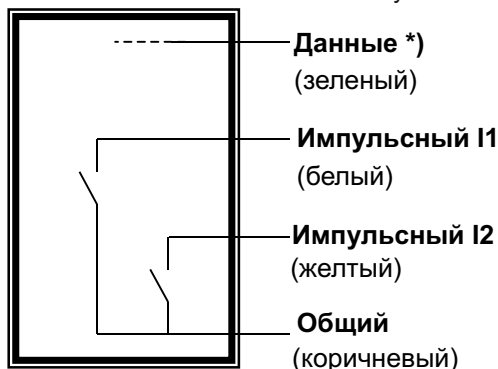 Данные *)
(зеленый)
Импульсный I1
(белый)
Импульсный I2
(желтый)
Общий
(коричневый)